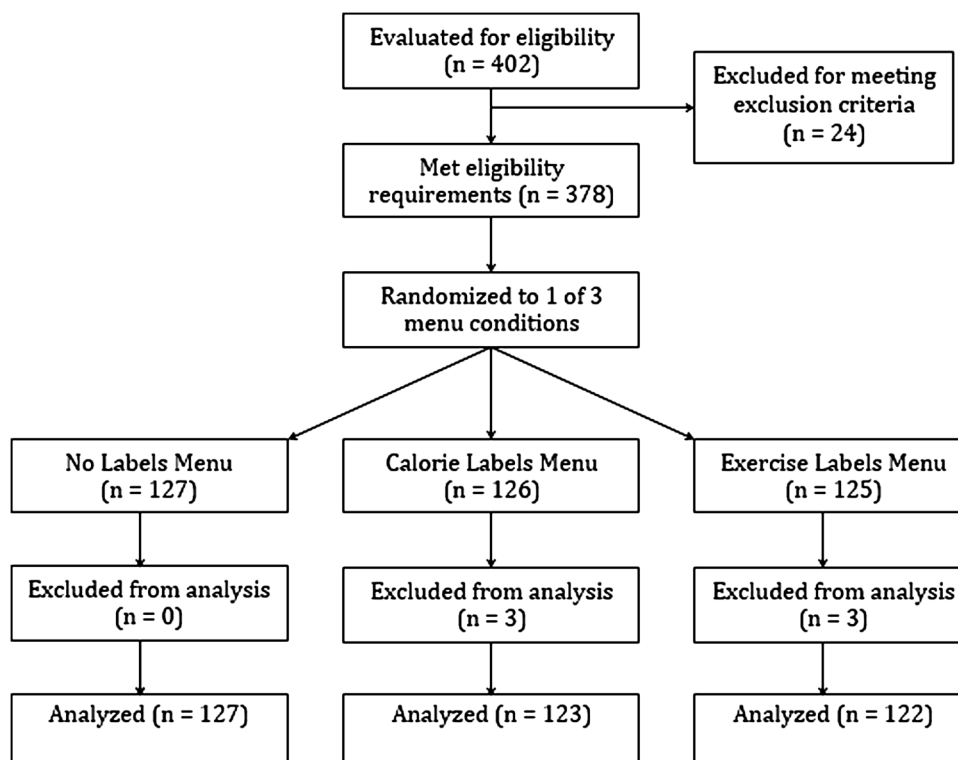 Evaluated for eligibility
(n = 402)
Excluded for meeting
exclusion criteria
(n = 24)
Met eligibility
requirements (n = 378)
Randomized to 1 of 3
menu conditions
No Labels Menu
(n = 127)
Calorie Labels Menu
(n = 126)
Exercise Labels Menu
(n = 125)
Excluded from analysis
(n = 0)
Excluded from analysis
(n = 3)
Excluded from analysis
(n = 3)
Analyzed (n = 127)
Analyzed (n = 123)
Analyzed (n = 122)